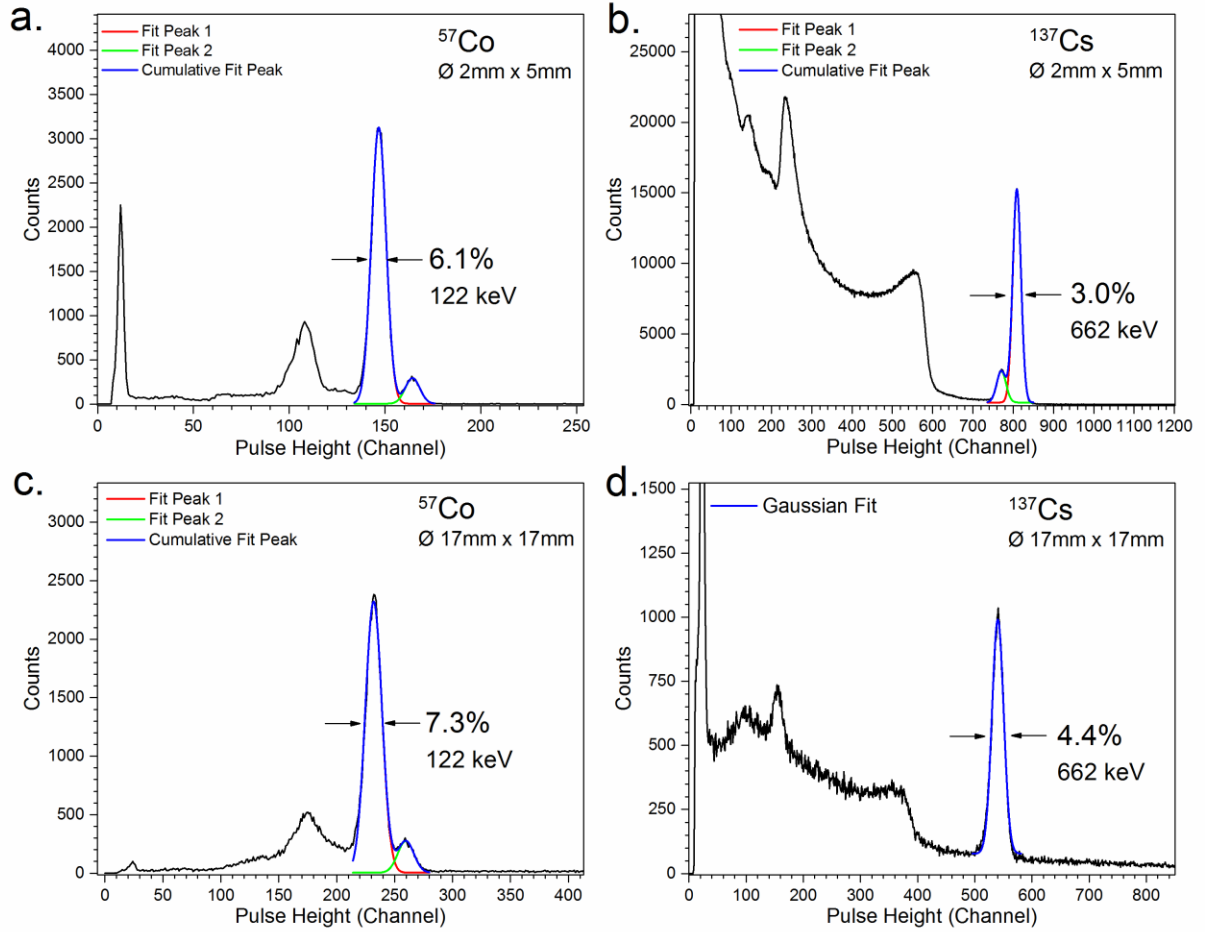 a.
Fit Peak 1
Fit Peak 2
Cumulative Fit Peak
⁵⁷Co
Ø 2mm x 5mm
6.1%
122 keV
4000
3500
3000
2500
2000
1500
1000
500
0
0 50 100 150 200 250
Counts
Pulse Height (Channel)
b.
Fit Peak 1
Fit Peak 2
Cumulative Fit Peak
¹³⁷Cs
Ø 2mm x 5mm
3.0%
662 keV
25000
20000
15000
10000
5000
0
0 100 200 300 400 500 600 700 800 900 1000 1100 1200
Counts
Pulse Height (Channel)
c.
Fit Peak 1
Fit Peak 2
Cumulative Fit Peak
⁵⁷Co
Ø 17mm x 17mm
7.3%
122 keV
3000
2500
2000
1500
1000
500
0
0 50 100 150 200 250 300 350 400
Counts
Pulse Height (Channel)
d.
Gaussian Fit
¹³⁷Cs
Ø 17mm x 17mm
4.4%
662 keV
1500
1250
1000
750
500
250
0
0 100 200 300 400 500 600 700 800
Counts
Pulse Height (Channel)